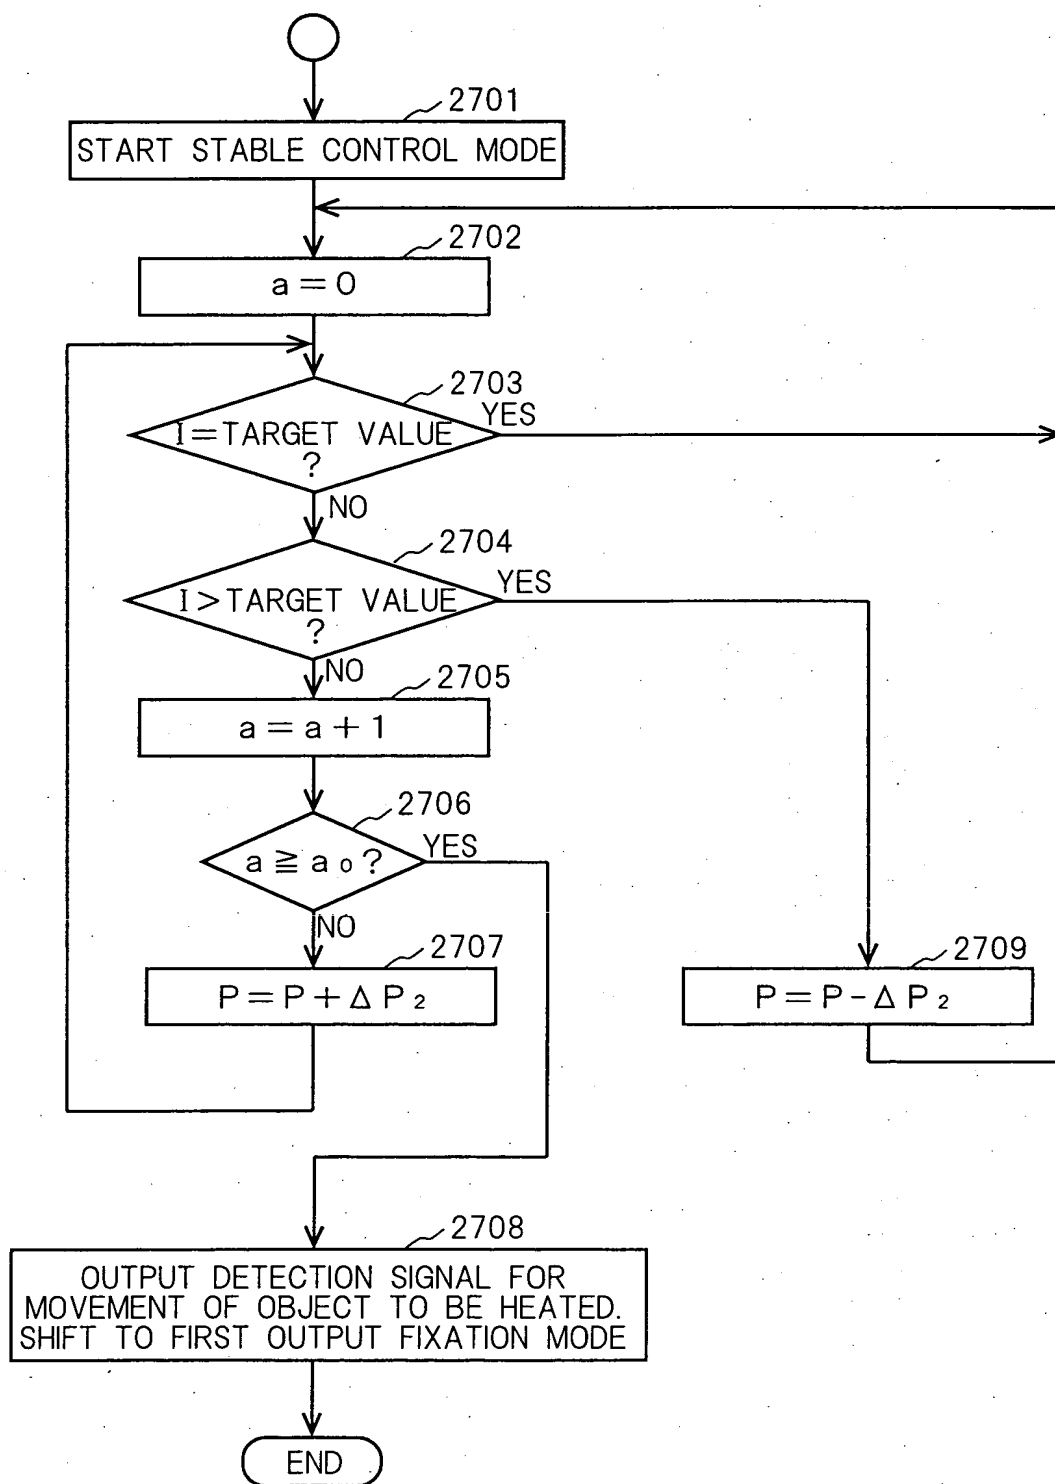 2701
START STABLE CONTROL MODE
2702
a = 0
2703
I = TARGET VALUE
?
YES
NO
2704
I > TARGET VALUE
?
YES
NO
2705
a = a + 1
2706
a ≧ a₀ ?
YES
NO
2707
P = P + Δ P₂
2709
P = P - Δ P₂
2708
OUTPUT DETECTION SIGNAL FOR
MOVEMENT OF OBJECT TO BE HEATED.
SHIFT TO FIRST OUTPUT FIXATION MODE
END